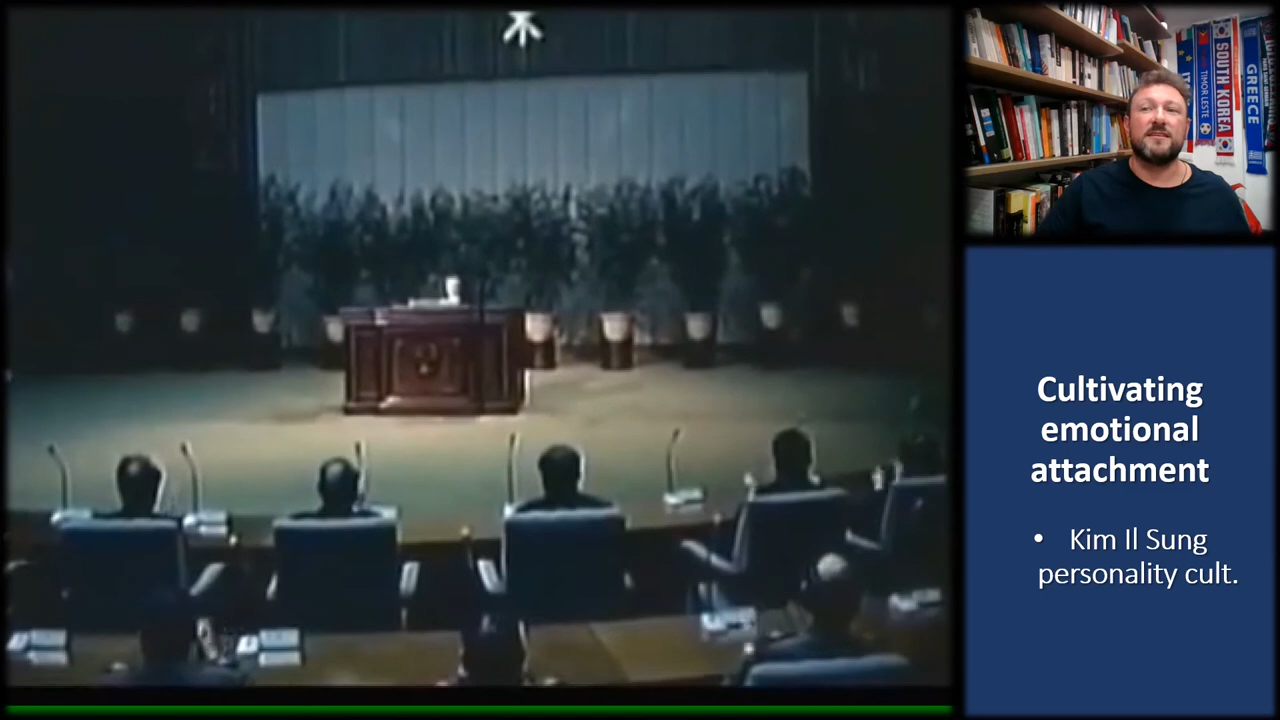 TIMOR LESTE
SOUTH KOREA
GREECE
Cultivating
emotional
attachment
• Kim Il Sung
personality cult.